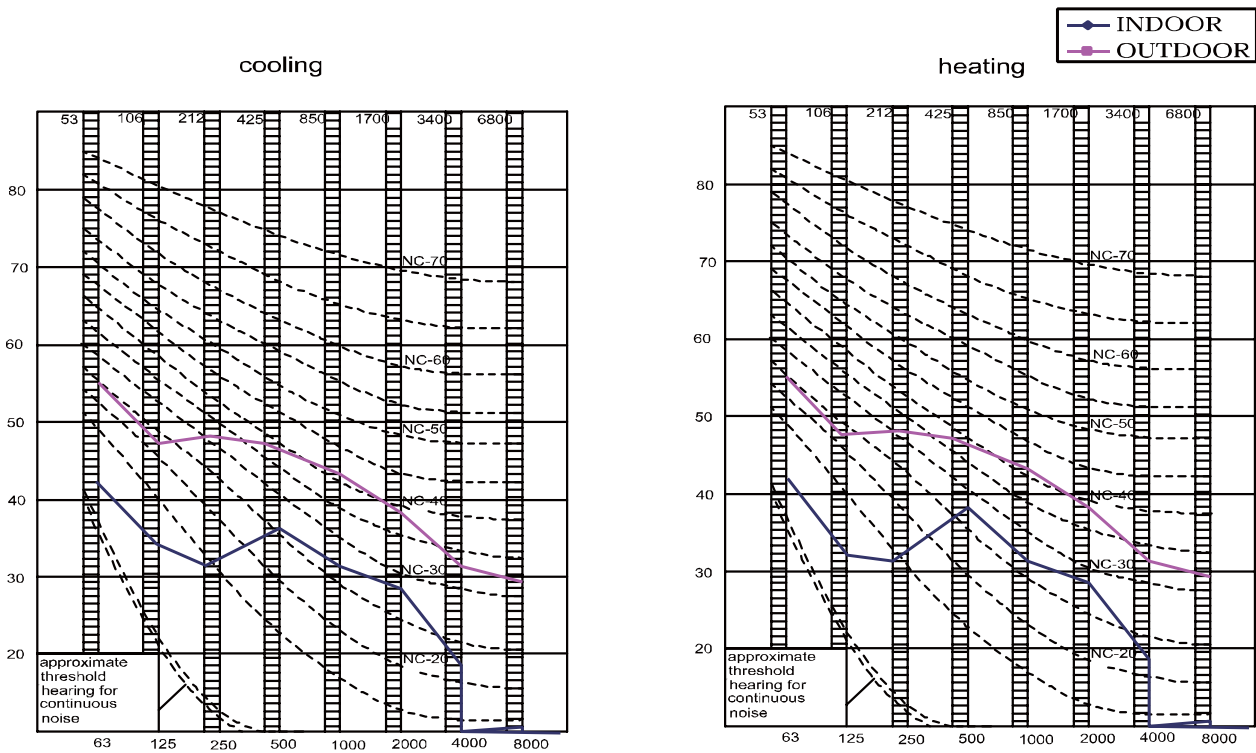 INDOOR
OUTDOOR
cooling
heating
53 106 212 425 850 1700 3400 6800
80
70
60
50
40
30
20
NC-70
NC-60
NC-50
NC-40
NC-30
NC-20
approximate
threshold
hearing for
continuous
noise
63 125 250 500 1000 2000 4000 8000
53 106 212 425 850 1700 3400 6800
80
70
60
50
40
30
20
NC-70
NC-60
NC-50
NC-40
NC-30
NC-20
approximate
threshold
hearing for
continuous
noise
63 125 250 500 1000 2000 4000 8000